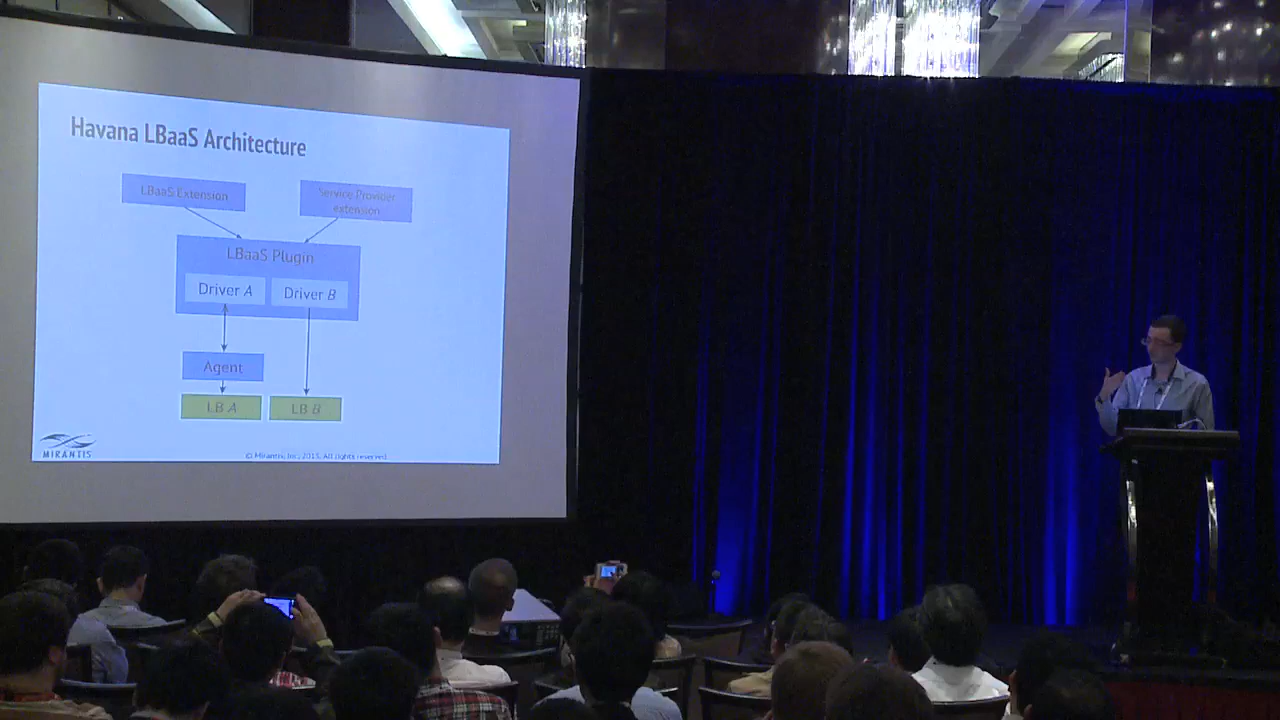 Havana LBaaS Architecture
LBaaS Extension
Service Provider
extension
LBaaS Plugin
Driver A
Driver B
Agent
LB A
LB B
MIRANTIS
© Mirantis, Inc, 2013. All rights reserved